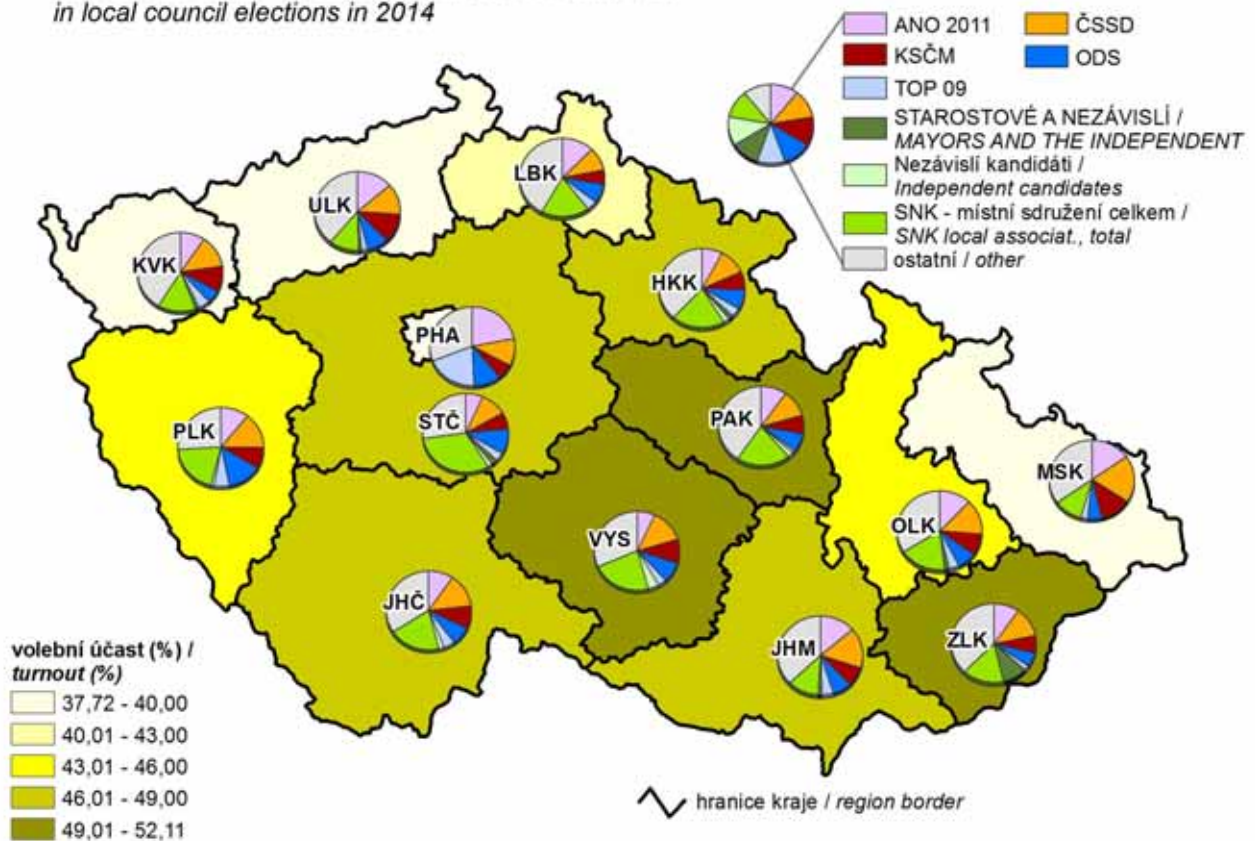 in local council elections in 2014
ANO 2011
ČSSD
KSČM
ODS
TOP 09
STAROSTOVÉ A NEZÁVISLÍ /
MAYORS AND THE INDEPENDENT
Nezávislí kandidáti /
Independent candidates
SNK - místní sdružení celkem /
SNK local associat., total
ostatní / other
LBK
ULK
KVK
HKK
PHA
STČ
PAK
PLK
MSK
OLK
VYS
JHČ
JHM
ZLK
volební účast (%) /
turnout (%)
37,72 - 40,00
40,01 - 43,00
43,01 - 46,00
46,01 - 49,00
49,01 - 52,11
hranice kraje / region border